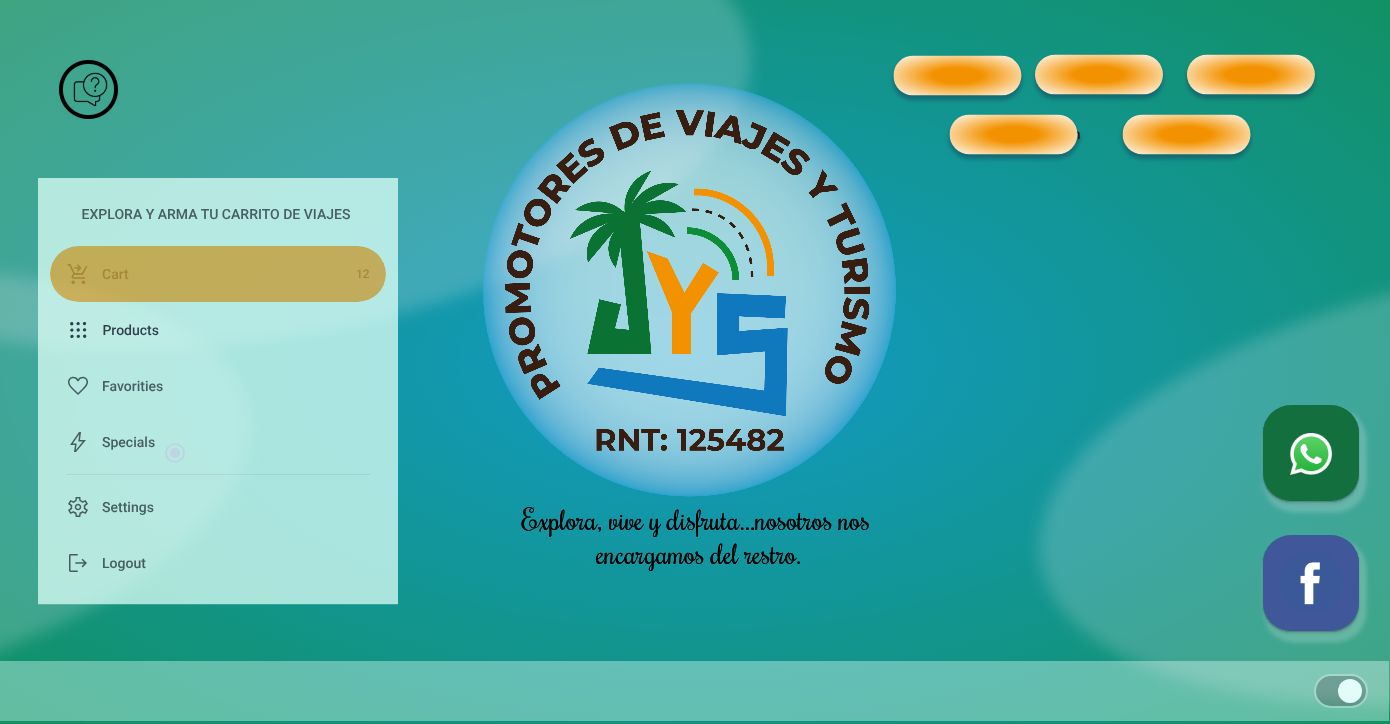 ?
PROMOTORES DE VIAJES Y TURISMO
JYS
RNT: 125482
Explora, vive y disfruta...nosotros nos
encargamos del restro.
EXPLORA Y ARMA TU CARRITO DE VIAJES
Cart 12
Products
Favorities
Specials
Settings
Logout
f